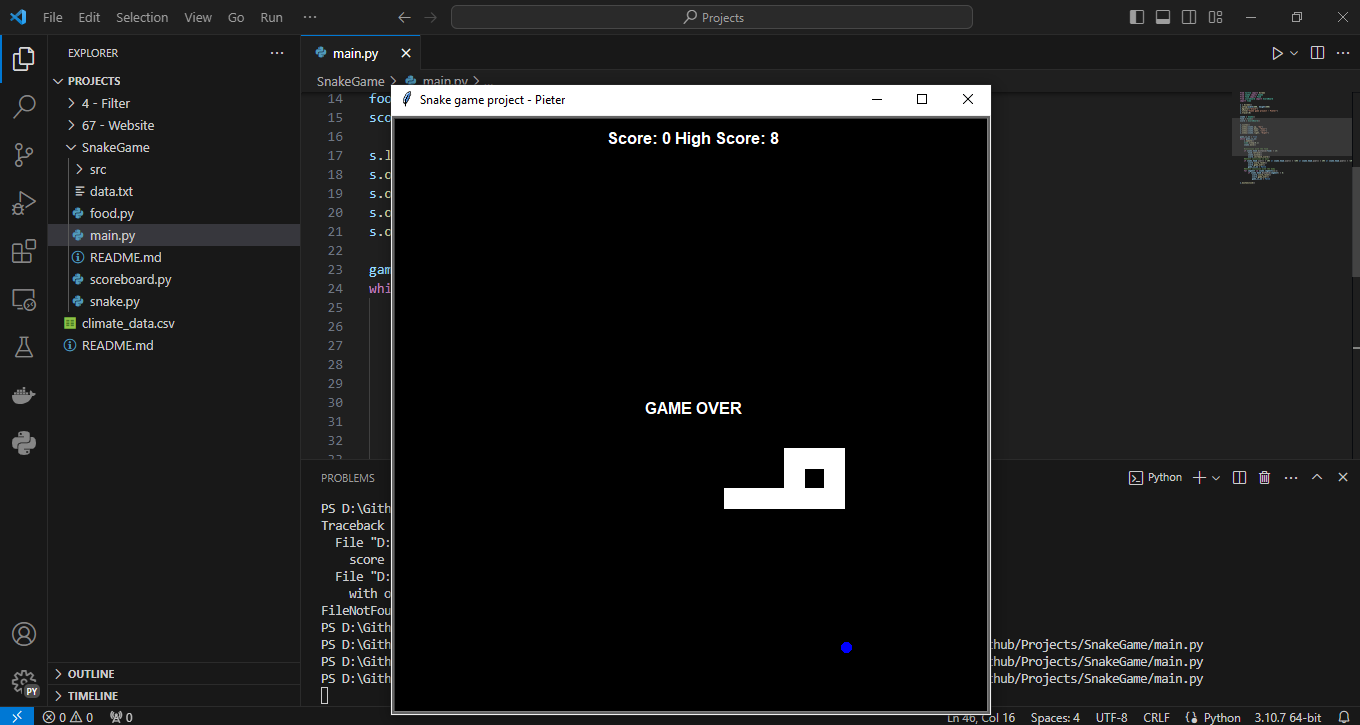 File Edit Selection View Go Run ···
Projects
EXPLORER
PROJECTS
4 - Filter
67 - Website
SnakeGame
src
data.txt
food.py
main.py
README.md
scoreboard.py
snake.py
climate_data.csv
README.md
OUTLINE
TIMELINE
main.py
SnakeGame > main.py > ...
14 foo
15 sco
16
17 s.l
18 s.o
19 s.o
20 s.o
21 s.o
22
23 gam
24 whi
25
26
27
28
29
30
31
32
33
Snake game project - Pieter
Score: 0 High Score: 8
GAME OVER
PROBLEMS
Python
PS D:\Gith
Traceback
File "D:
score
File "D:
with o
FileNotFou
PS D:\Gith
PS D:\Gith thub/Projects/SnakeGame/main.py
PS D:\Gith thub/Projects/SnakeGame/main.py
PS D:\Gith thub/Projects/SnakeGame/main.py
PY
0 0 0
Ln 46, Col 16 Spaces: 4 UTF-8 CRLF Python 3.10.7 64-bit